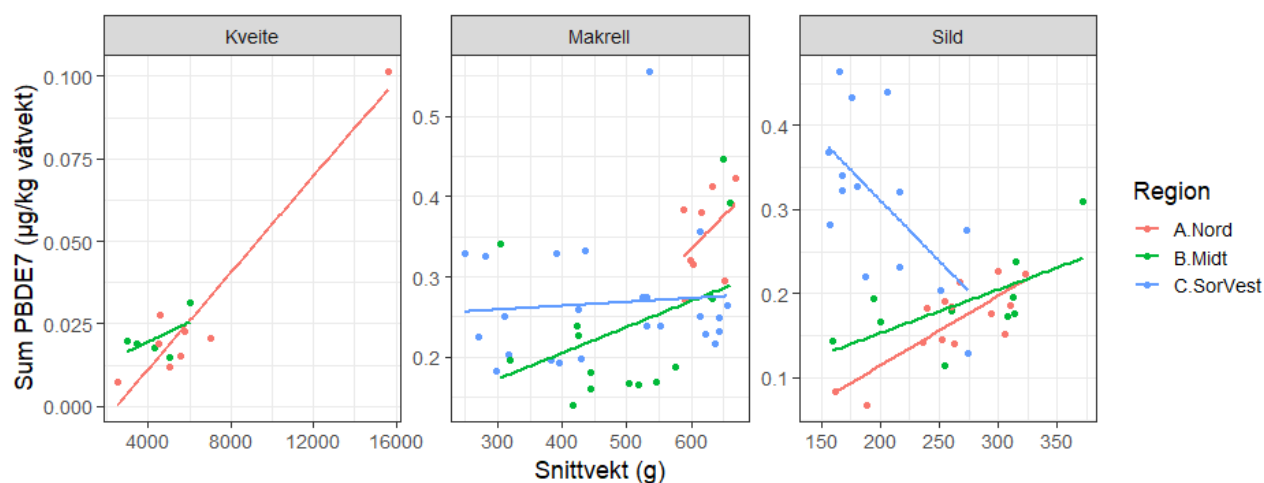 Kveite
Makrell
Sild
Sum PBDE7 (µg/kg våtvekt)
0.100
0.075
0.050
0.025
0.000
0.5
0.4
0.3
0.2
0.4
0.3
0.2
0.1
4000 8000 12000 16000
300 400 500 600
150 200 250 300 350
Snittvekt (g)
Region
A.Nord
B.Midt
C.SorVest